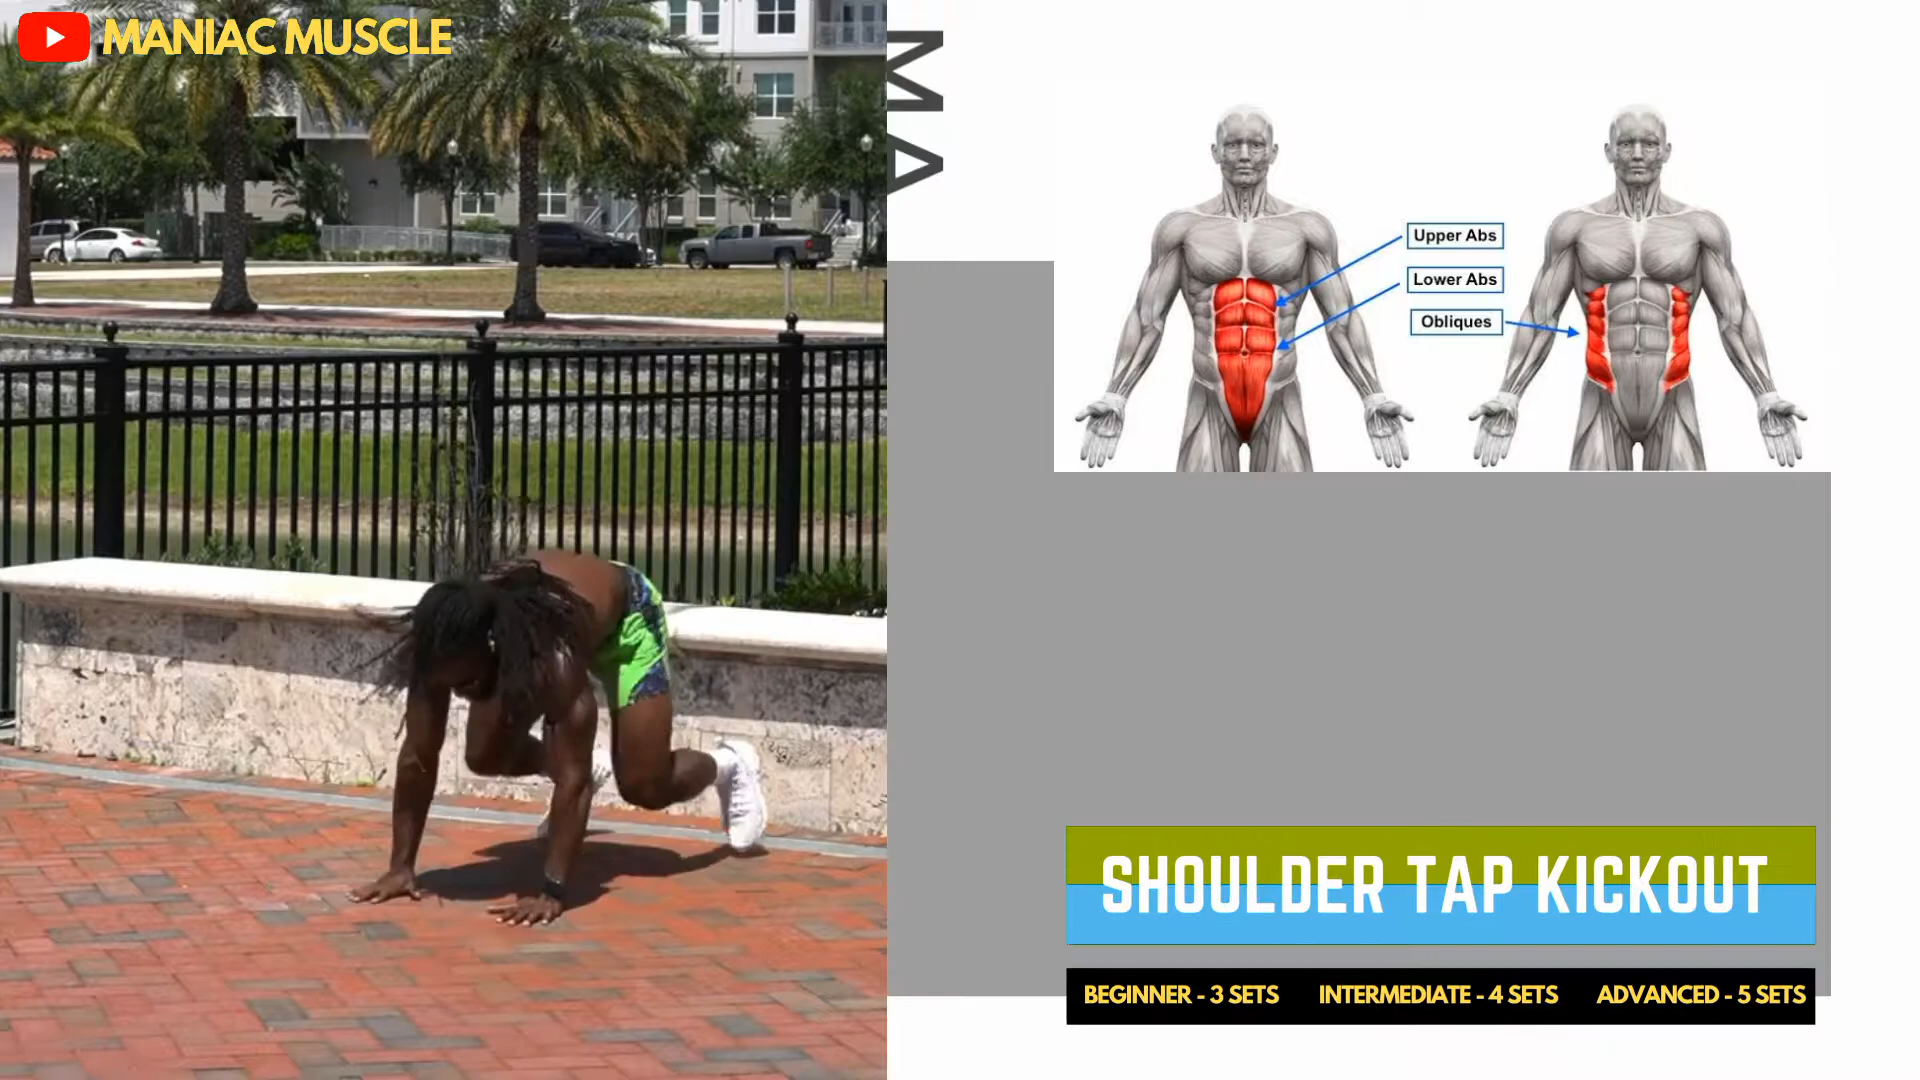 MANIAC MUSCLE
MA
Upper Abs
Lower Abs
Obliques
SHOULDER TAP KICKOUT
BEGINNER - 3 SETS INTERMEDIATE - 4 SETS ADVANCED - 5 SETS